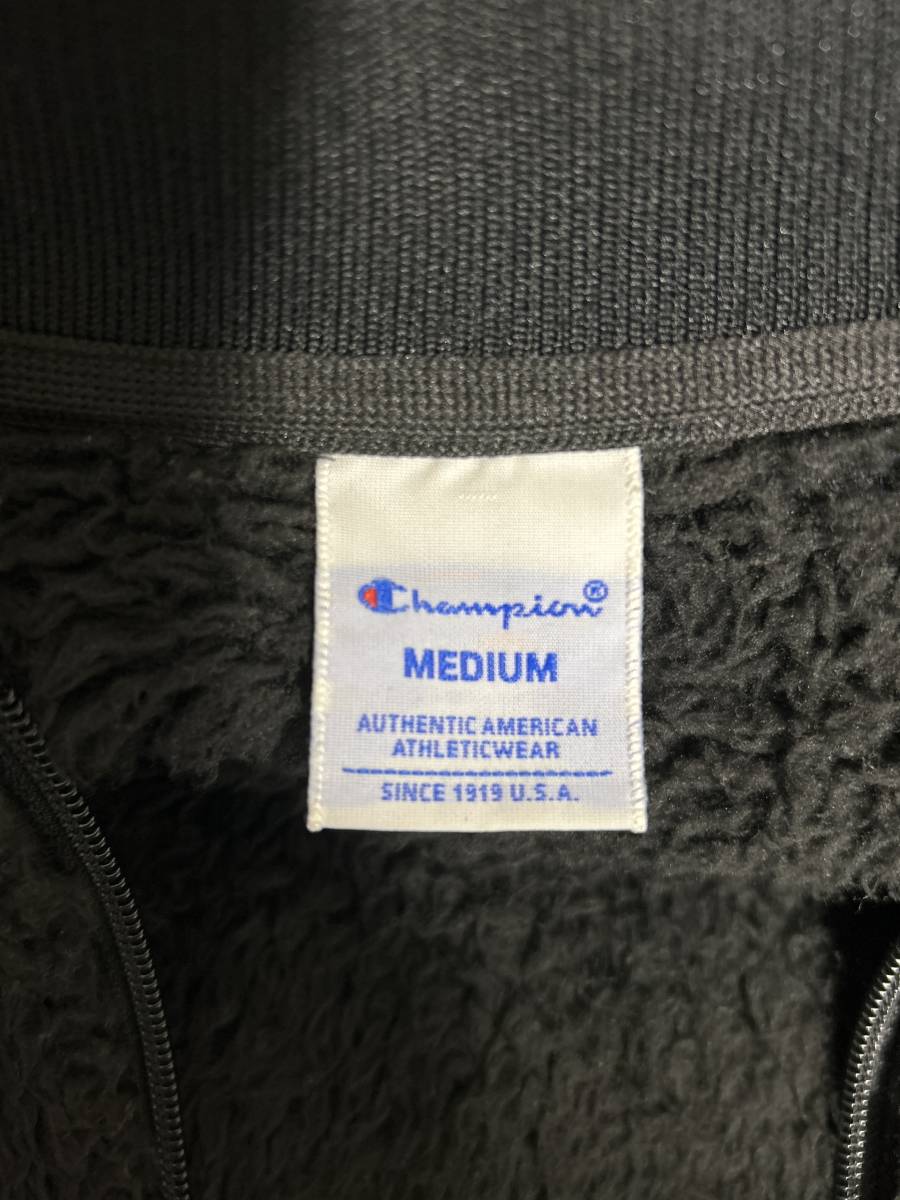 Champion®
MEDIUM
AUTHENTIC AMERICAN
ATHLETICWEAR
SINCE 1919 U.S.A.